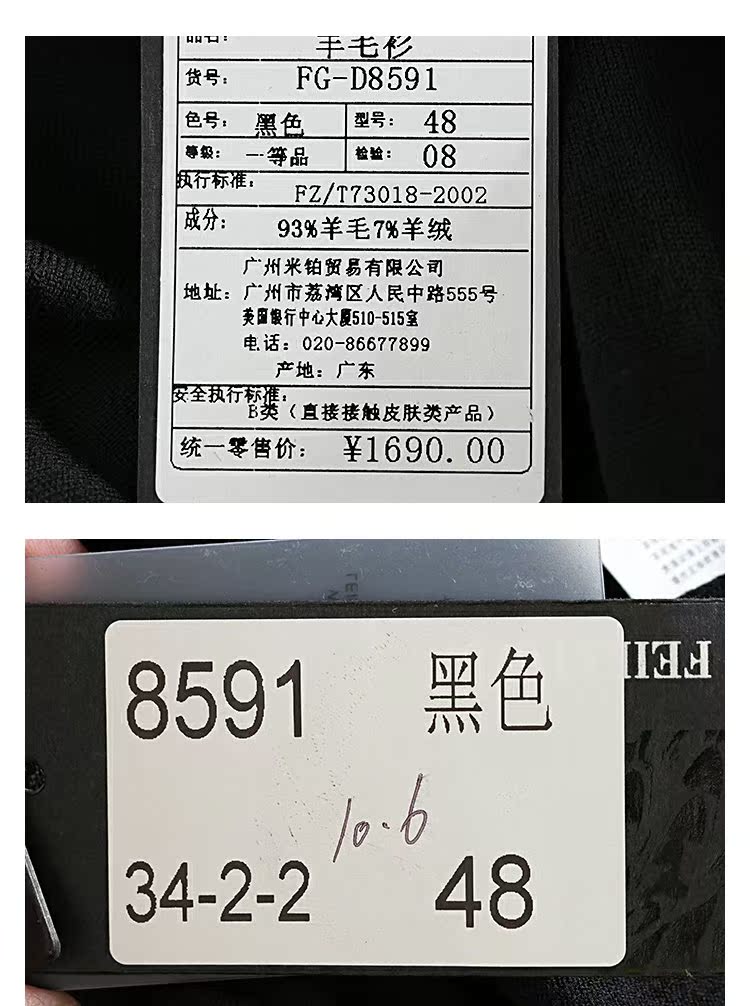 品名: 羊毛衫
货号: FG-D8591
色号: 黑色 型号: 48
等级: 一等品 检验: 08
执行标准: FZ/T73018-2002
成分: 93%羊毛7%羊绒
广州米铂贸易有限公司
地址: 广州市荔湾区人民中路555号
美国银行中心大厦510-515室
电话: 020-86677899
产地: 广东
安全执行标准:
B类 (直接接触皮肤类产品)
统一零售价: ¥1690.00
FEI
8591 黑色
10.6
34-2-2 48